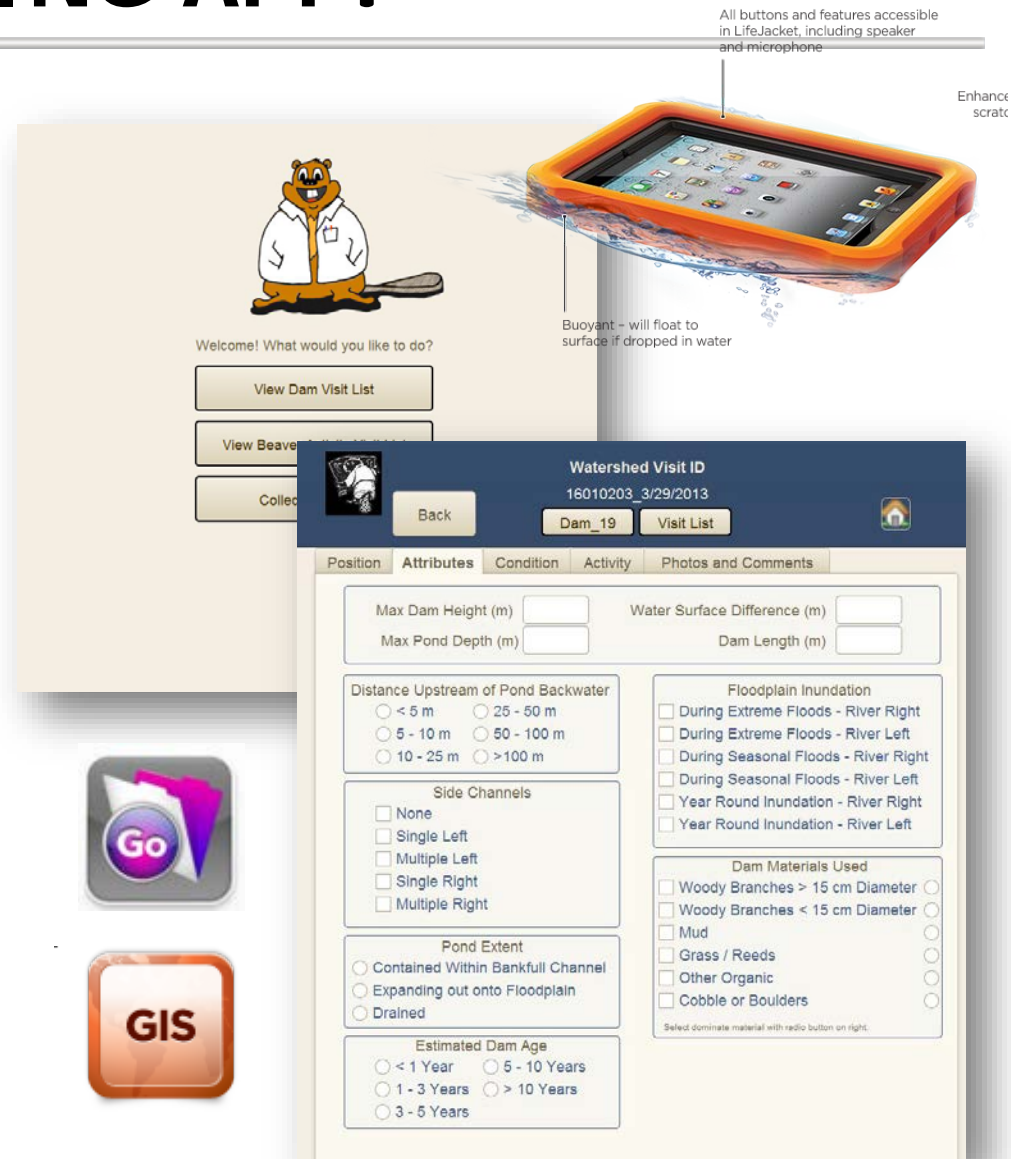 APP!
All buttons and features accessible
in LifeJacket, including speaker
and microphone
Buoyant – will float to
surface if dropped in water
Welcome! What would you like to do?
View Dam Visit List
View
Watershed Visit ID
16010203_3/29/2013
Back
Dam_19 Visit List
Position Attributes Condition Activity Photos and Comments
Max Dam Height (m) Water Surface Difference (m)
Max Pond Depth (m) Dam Length (m)
Distance Upstream of Pond Backwater
< 5 m 25 - 50 m
5 - 10 m 50 - 100 m
10 - 25 m >100 m
Side Channels
None
Single Left
Multiple Left
Single Right
Multiple Right
Pond Extent
Contained Within Bankfull Channel
Expanding out onto Floodplain
Drained
Estimated Dam Age
< 1 Year 5 - 10 Years
1 - 3 Years > 10 Years
3 - 5 Years
Floodplain Inundation
During Extreme Floods - River Right
During Extreme Floods - River Left
During Seasonal Floods - River Right
During Seasonal Floods - River Left
Year Round Inundation - River Right
Year Round Inundation - River Left
Dam Materials Used
Woody Branches > 15 cm Diameter
Woody Branches < 15 cm Diameter
Mud
Grass / Reeds
Other Organic
Cobble or Boulders
Select dominate material with radio button on right.
Go
GIS